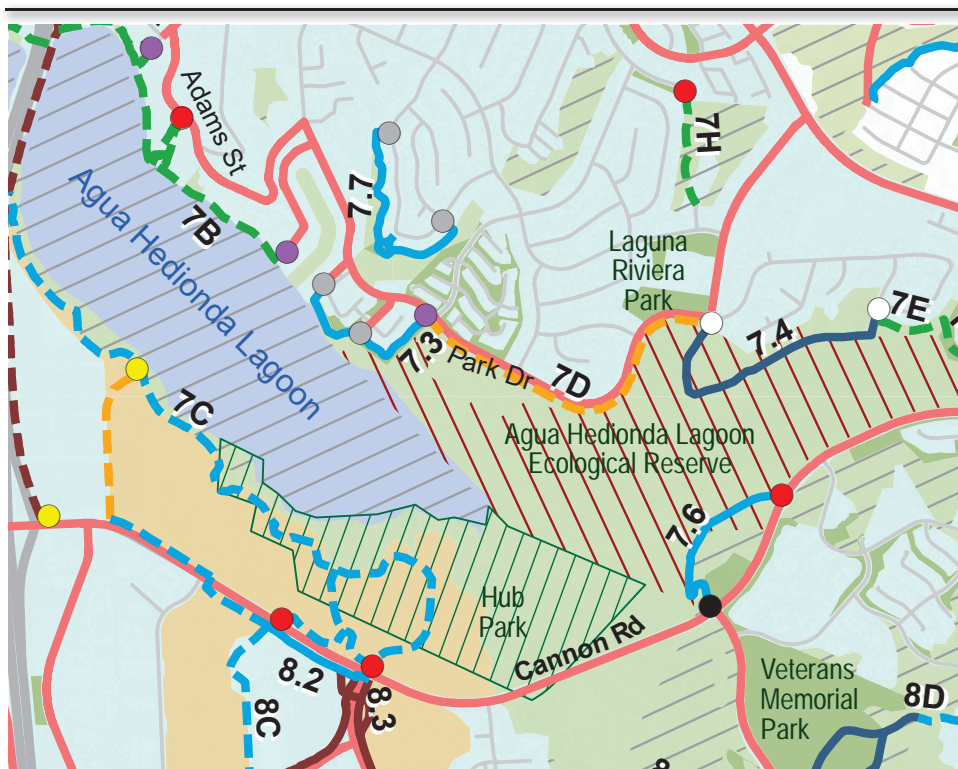 Adams St
7H
7.7
7B
Agua Hedionda Lagoon
Laguna
Riviera
Park
7E
7.4
7.3
Park Dr
7D
7C
Agua Hedionda Lagoon
Ecological Reserve
7.6
Hub
Park
Cannon Rd
8.2
8.3
8C
Veterans
Memorial
Park
8D